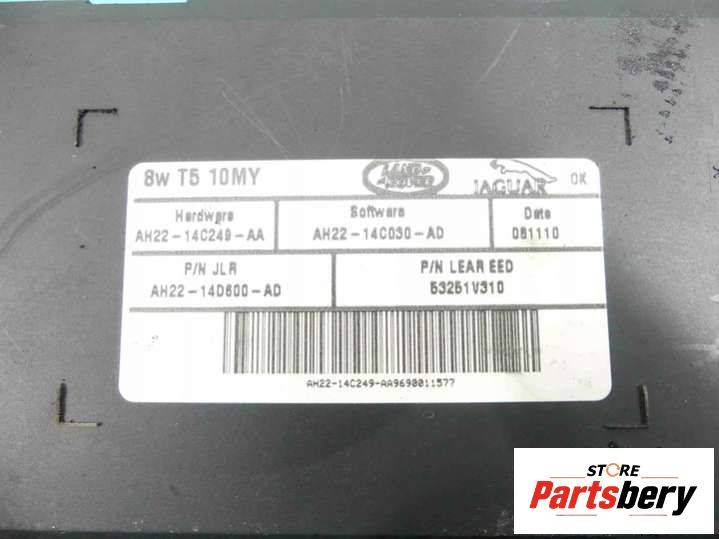 8w T5 10MY
LAND ROVER
JAGUAR
OK
Hardware
AH22-14C249-AA
Software
AH22-14C030-AD
Date
081110
P/N JLR
AH22-14D600-AD
P/N LEAR EED
53251V310
AH22-14C249-AA9690011577
STORE
Partsbery